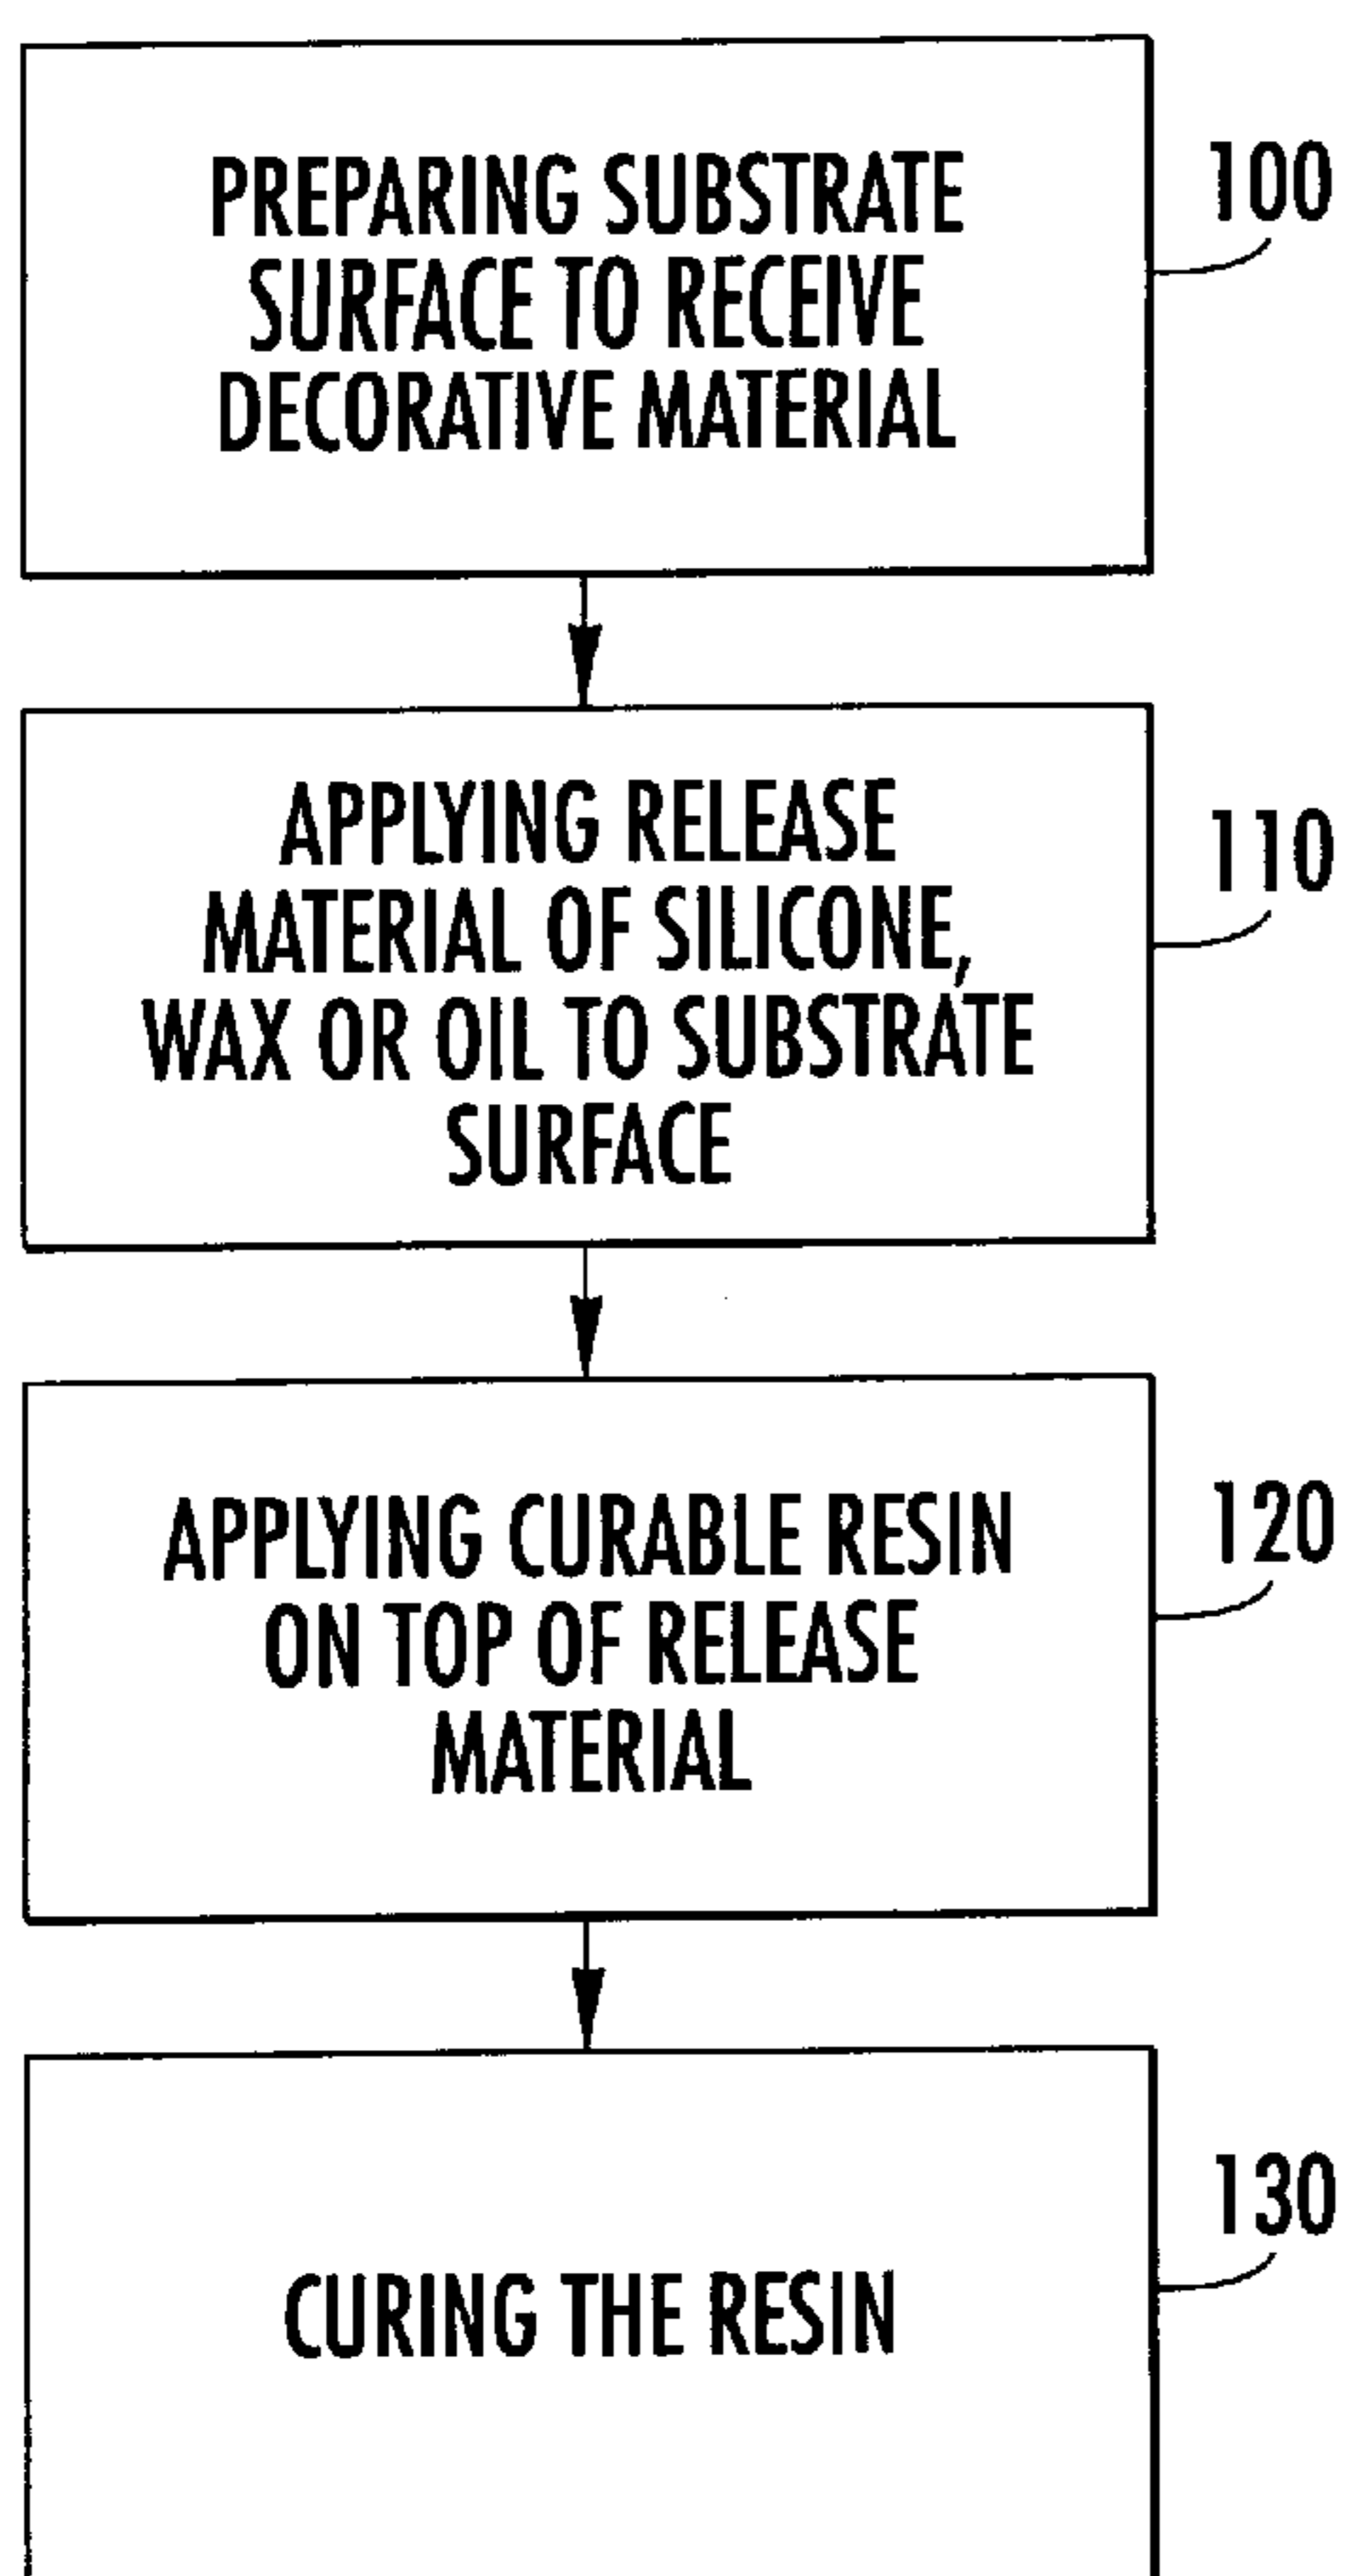 PREPARING SUBSTRATE
SURFACE TO RECEIVE
DECORATIVE MATERIAL
100
APPLYING RELEASE
MATERIAL OF SILICONE,
WAX OR OIL TO SUBSTRATE
SURFACE
110
APPLYING CURABLE RESIN
ON TOP OF RELEASE
MATERIAL
120
CURING THE RESIN
130